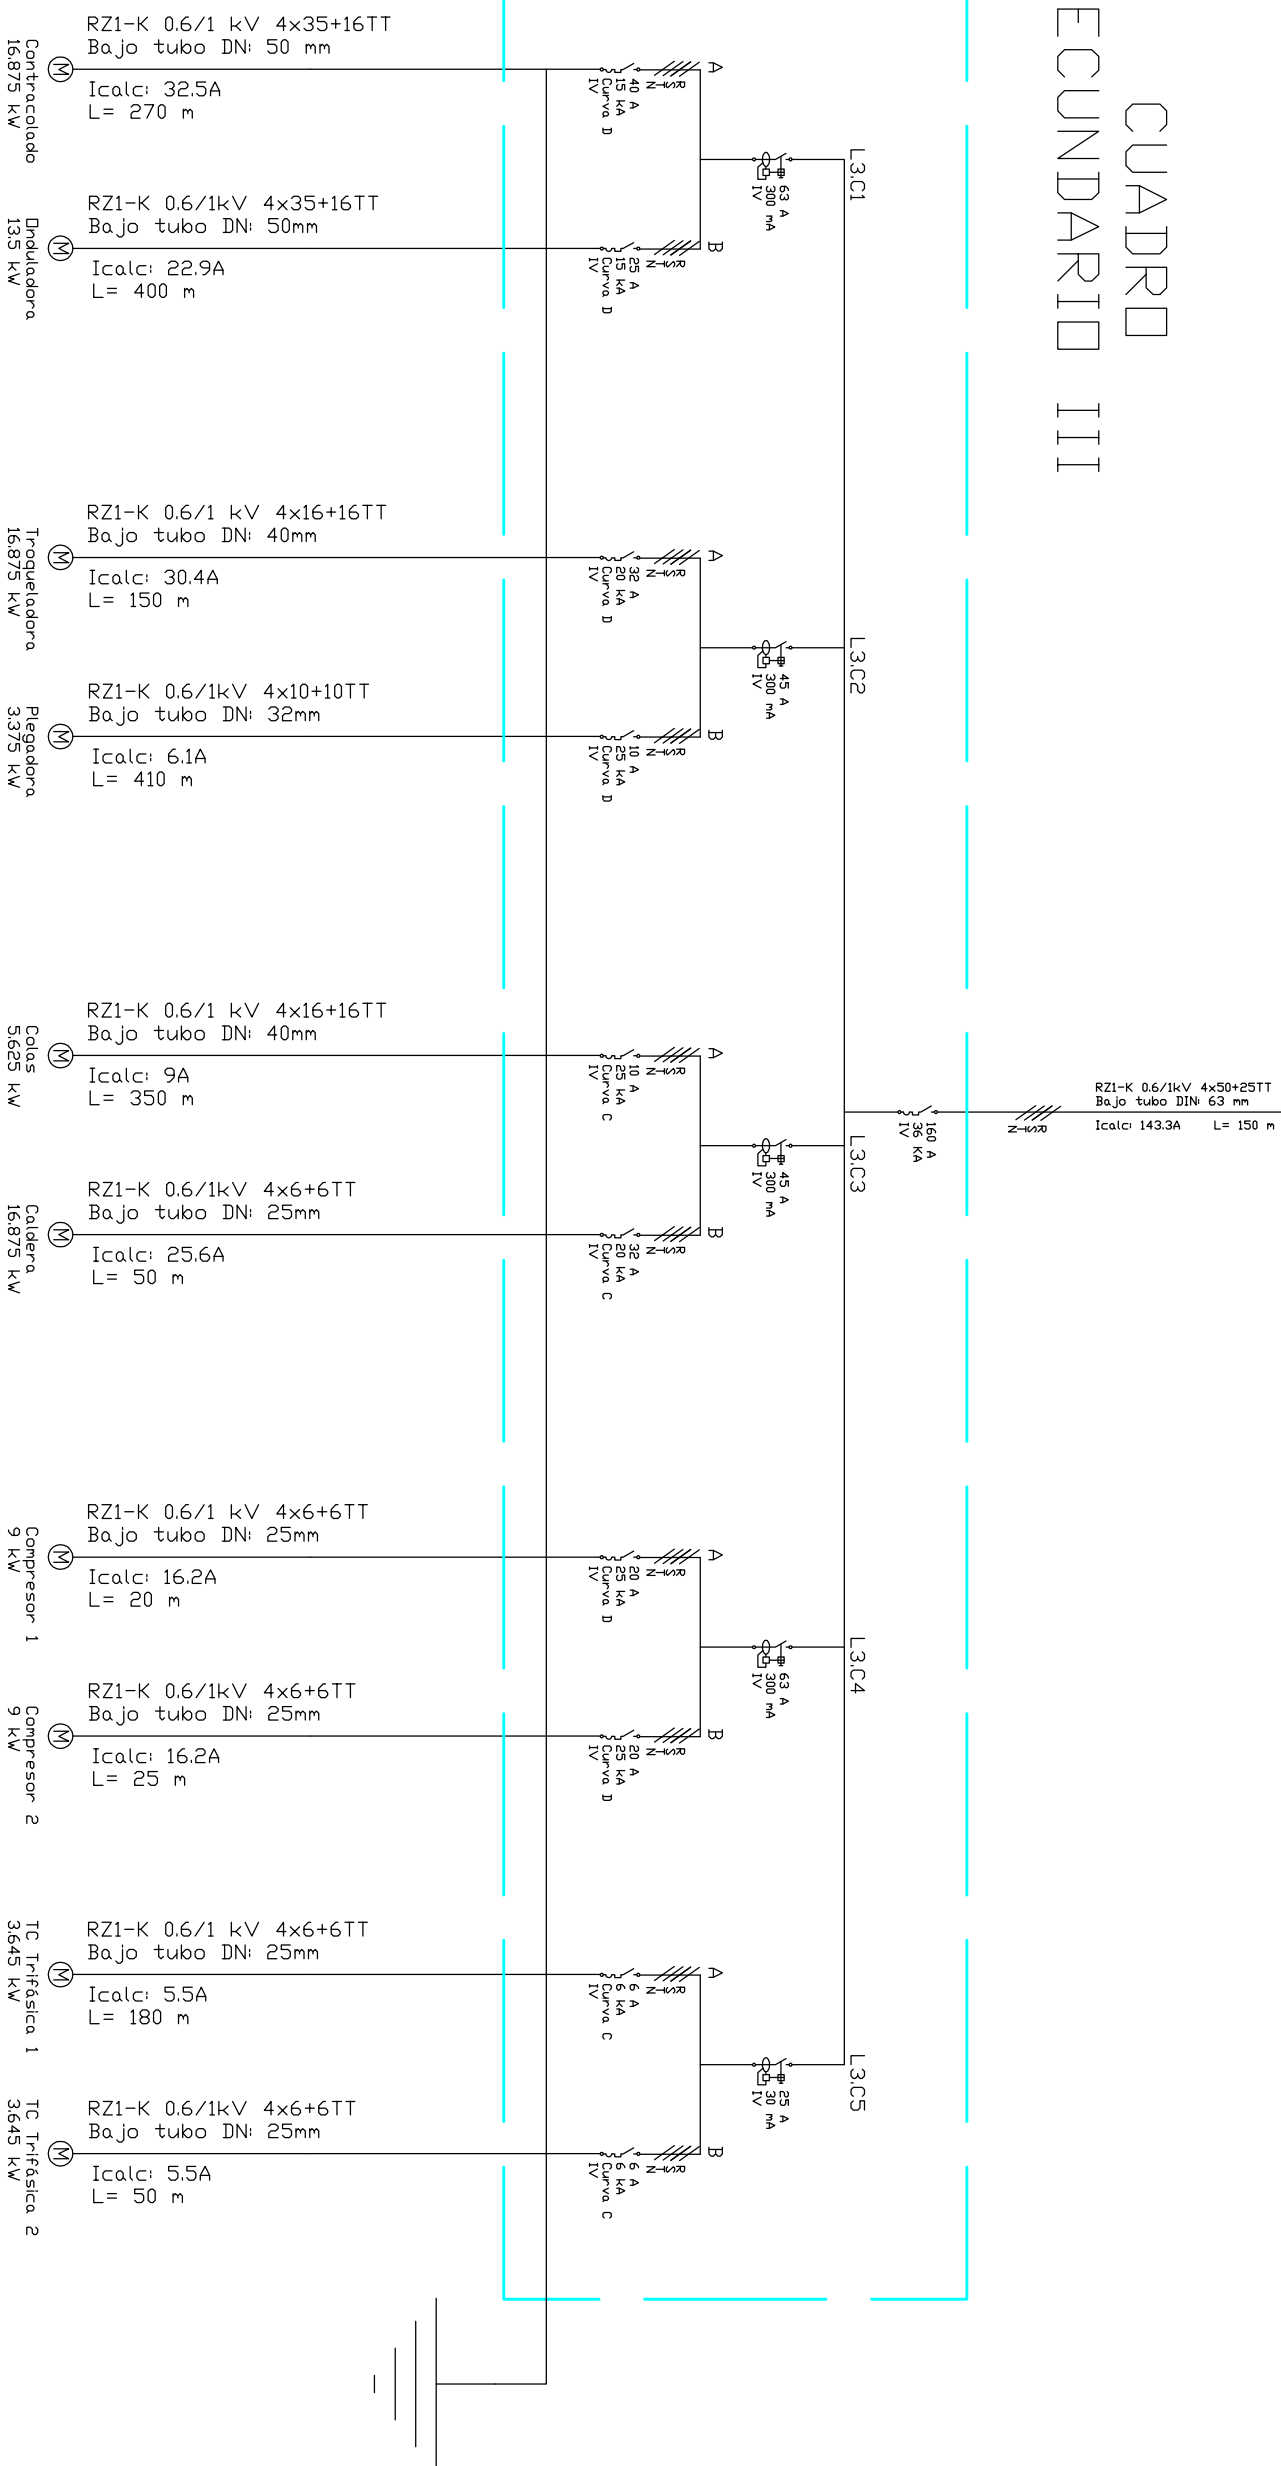 CUADRO
ECUNDARIO III
RZ1-K 0.6/1kV 4x50+25TT
Bajo tubo DIN: 63 mm
Icalc: 143.3A L= 150 m
RSTN
160 A
36 KA
IV
L3.C1
63 A
300 mA
IV
A
RSTN
40 A
15 kA
Curva D
IV
RZ1-K 0.6/1 kV 4x35+16TT
Bajo tubo DN: 50 mm
Icalc: 32.5A
L= 270 m
M
Contracolado
16.875 kW
B
RSTN
25 A
15 kA
Curva D
IV
RZ1-K 0.6/1kV 4x35+16TT
Bajo tubo DN: 50mm
Icalc: 22.9A
L= 400 m
M
Onduladora
13.5 kW
L3.C2
45 A
300 mA
IV
A
RSTN
32 A
20 kA
Curva D
IV
RZ1-K 0.6/1 kV 4x16+16TT
Bajo tubo DN: 40mm
Icalc: 30.4A
L= 150 m
M
Troqueladora
16.875 kW
B
RSTN
10 A
25 kA
Curva D
IV
RZ1-K 0.6/1kV 4x10+10TT
Bajo tubo DN: 32mm
Icalc: 6.1A
L= 410 m
M
Plegadora
3.375 kW
L3.C3
45 A
300 mA
IV
A
RSTN
10 A
25 kA
Curva C
IV
RZ1-K 0.6/1 kV 4x16+16TT
Bajo tubo DN: 40mm
Icalc: 9A
L= 350 m
M
Colas
5.625 kW
B
RSTN
32 A
20 kA
Curva C
IV
RZ1-K 0.6/1kV 4x6+6TT
Bajo tubo DN: 25mm
Icalc: 25.6A
L= 50 m
M
Caldera
16.875 kW
L3.C4
63 A
300 mA
IV
A
RSTN
20 A
25 kA
Curva D
IV
RZ1-K 0.6/1 kV 4x6+6TT
Bajo tubo DN: 25mm
Icalc: 16.2A
L= 20 m
M
Compresor 1
9 kW
B
RSTN
20 A
25 kA
Curva D
IV
RZ1-K 0.6/1kV 4x6+6TT
Bajo tubo DN: 25mm
Icalc: 16.2A
L= 25 m
M
Compresor 2
9 kW
L3.C5
25 A
30 mA
IV
A
RSTN
6 A
6 kA
Curva C
IV
RZ1-K 0.6/1 kV 4x6+6TT
Bajo tubo DN: 25mm
Icalc: 5.5A
L= 180 m
M
TC Trifásica 1
3.645 kW
B
RSTN
6 A
6 kA
Curva C
IV
RZ1-K 0.6/1kV 4x6+6TT
Bajo tubo DN: 25mm
Icalc: 5.5A
L= 50 m
M
TC Trifásica 2
3.645 kW